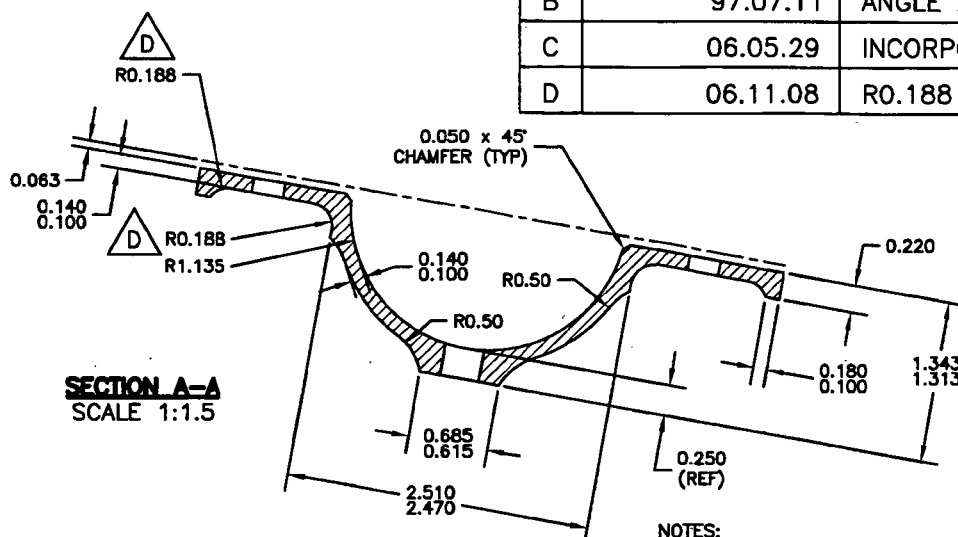 B 97.07.11 ANGLE
C 06.05.29 INCORP
D 06.11.08 R0.188
D
R0.188
0.050 x 45°
CHAMFER (TYP)
0.063
0.140
0.100
D
R0.188
R1.135
0.140
0.100
R0.50
R0.50
0.220
SECTION A-A
SCALE 1:1.5
0.180
0.100
1.343
1.313
0.685
0.615
0.250
(REF)
2.510
2.470
NOTES: